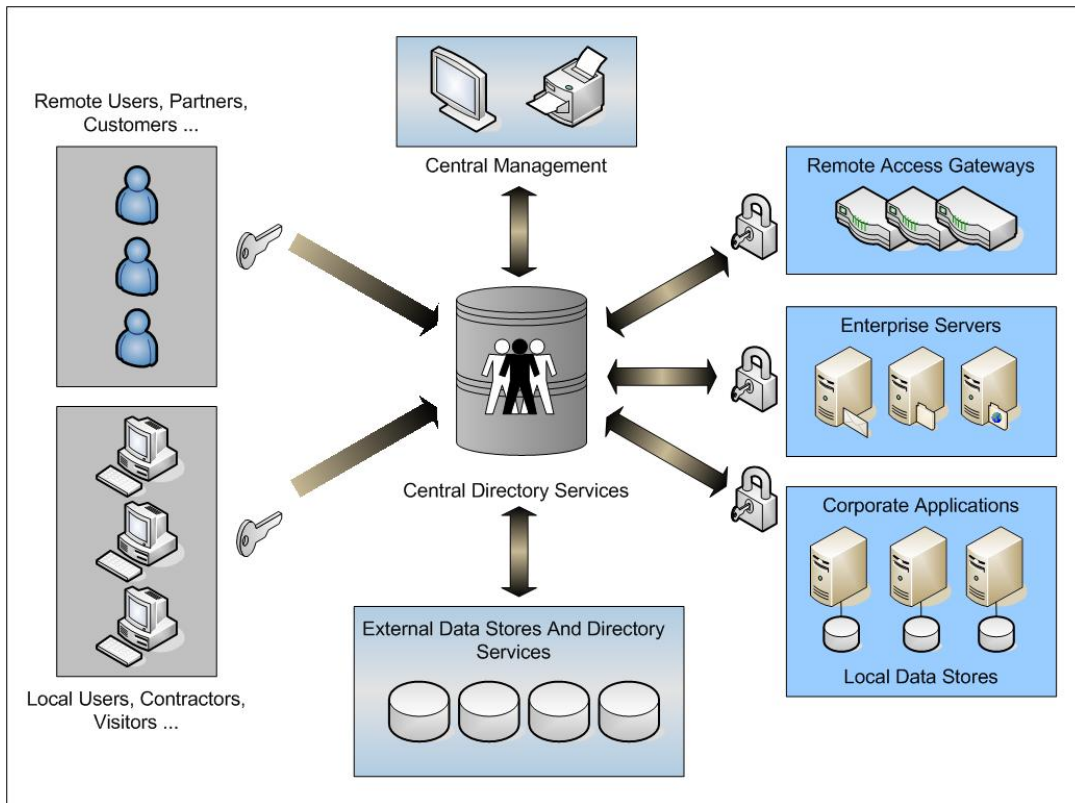 Remote Users, Partners,
Customers ...
Central Management
Remote Access Gateways
Enterprise Servers
Central Directory Services
Corporate Applications
Local Data Stores
External Data Stores And Directory
Services
Local Users, Contractors,
Visitors ...